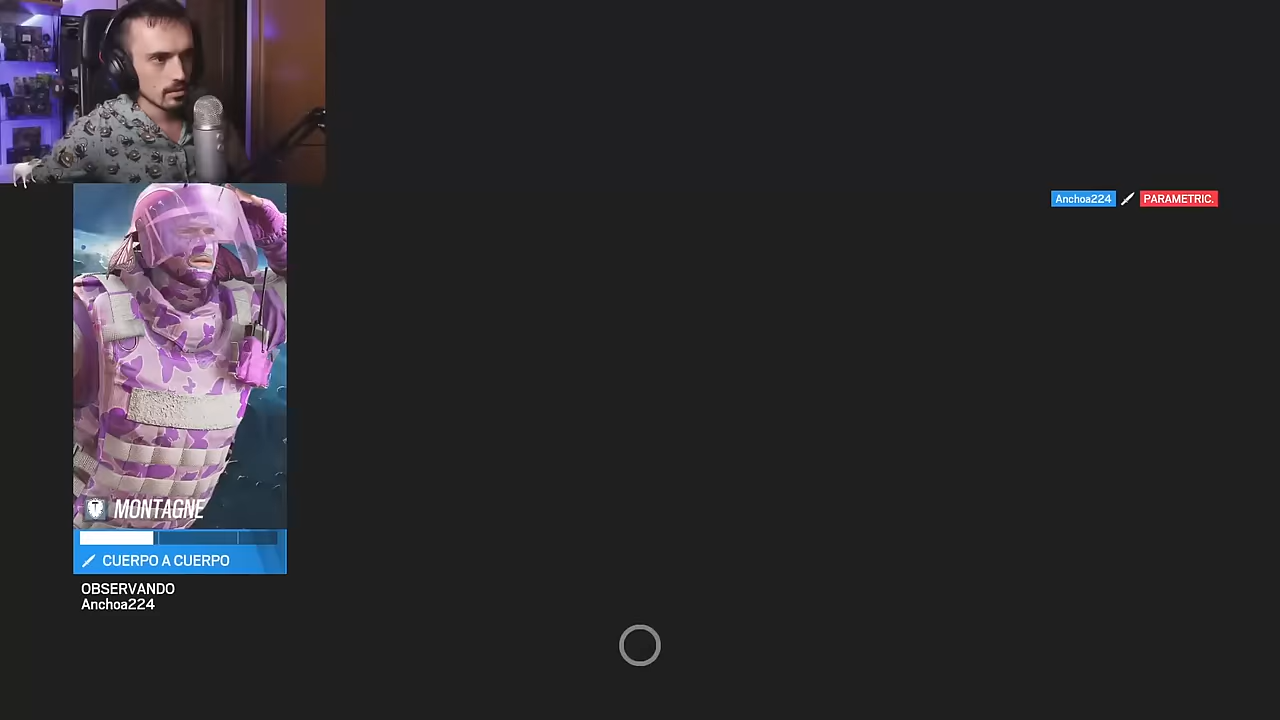 Anchoa224 PARAMETRIC.
MONTAGNE
CUERPO A CUERPO
OBSERVANDO
Anchoa224